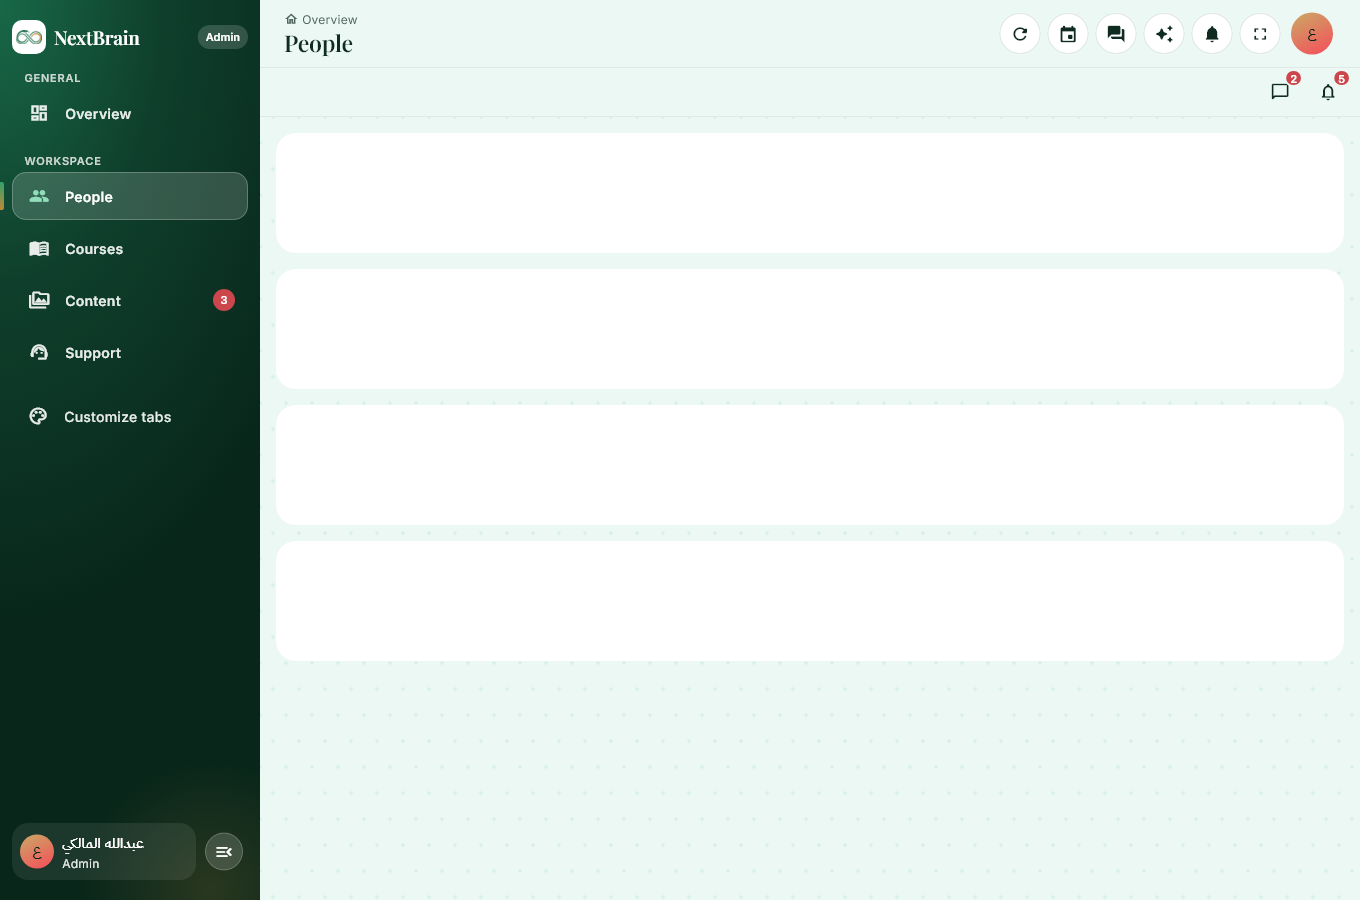 NextBrain
Admin
GENERAL
Overview
WORKSPACE
People
Courses
Content
3
Support
Customize tabs
ع
عبدالله المالكي
Admin
Overview
People
ع
2
5